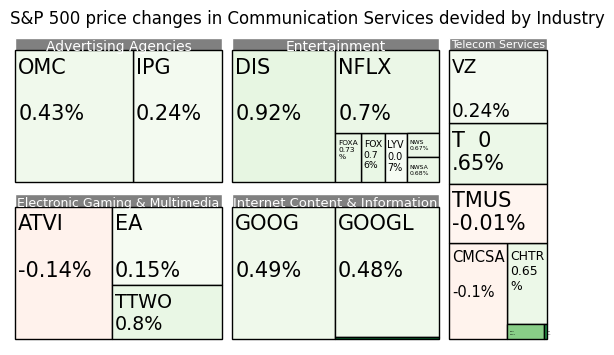 S&P 500 price changes in Communication Services devided by Industry
Advertising Agencies
OMC
0.43%
IPG
0.24%
Entertainment
DIS
0.92%
NFLX
0.7%
FOXA
0.73
%
FOX
0.7
6%
LYV
0.0
7%
NWS
0.67%
NWSA
0.68%
Telecom Services
VZ
0.24%
T 0
.65%
TMUS
-0.01%
CMCSA
-0.1%
CHTR
0.65
%
Electronic Gaming & Multimedia
ATVI
-0.14%
EA
0.15%
TTWO
0.8%
Internet Content & Information
GOOG
0.49%
GOOGL
0.48%